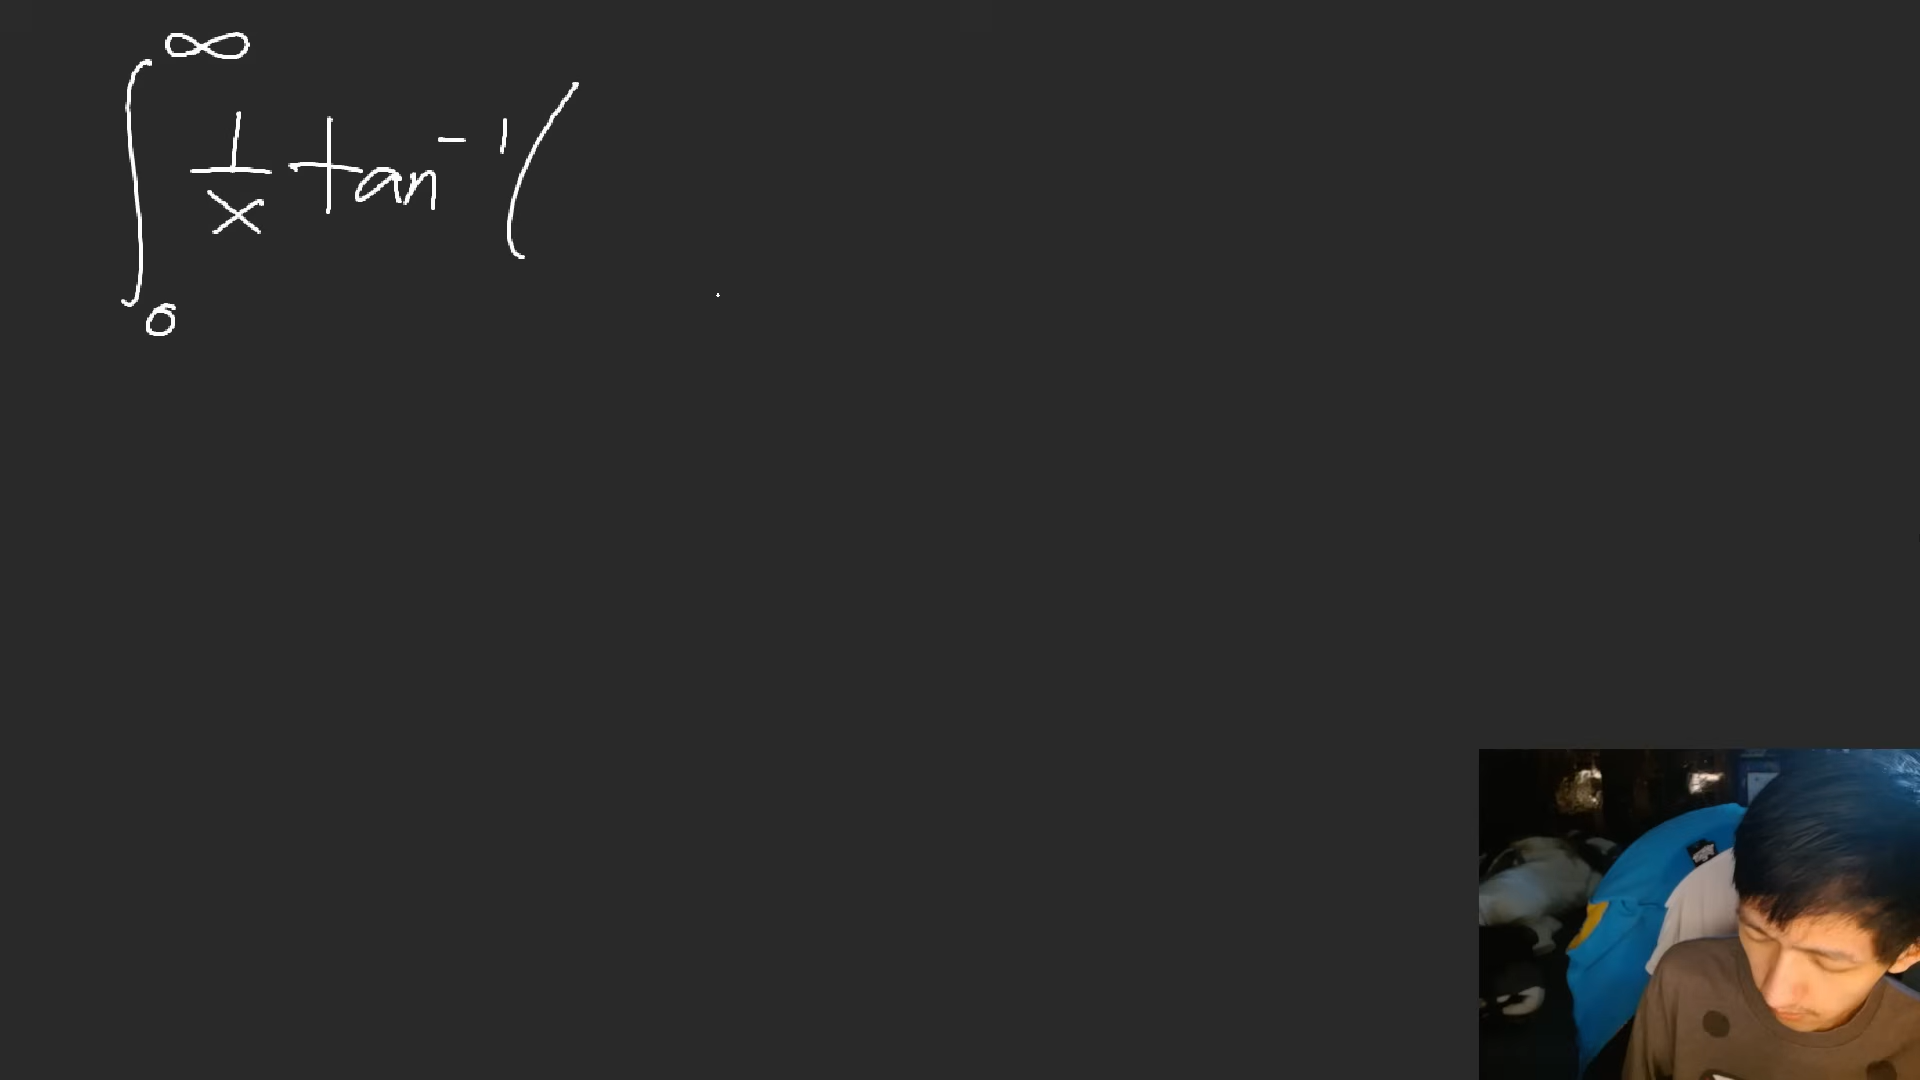 ∫₀^∞ 1/x tan⁻¹(